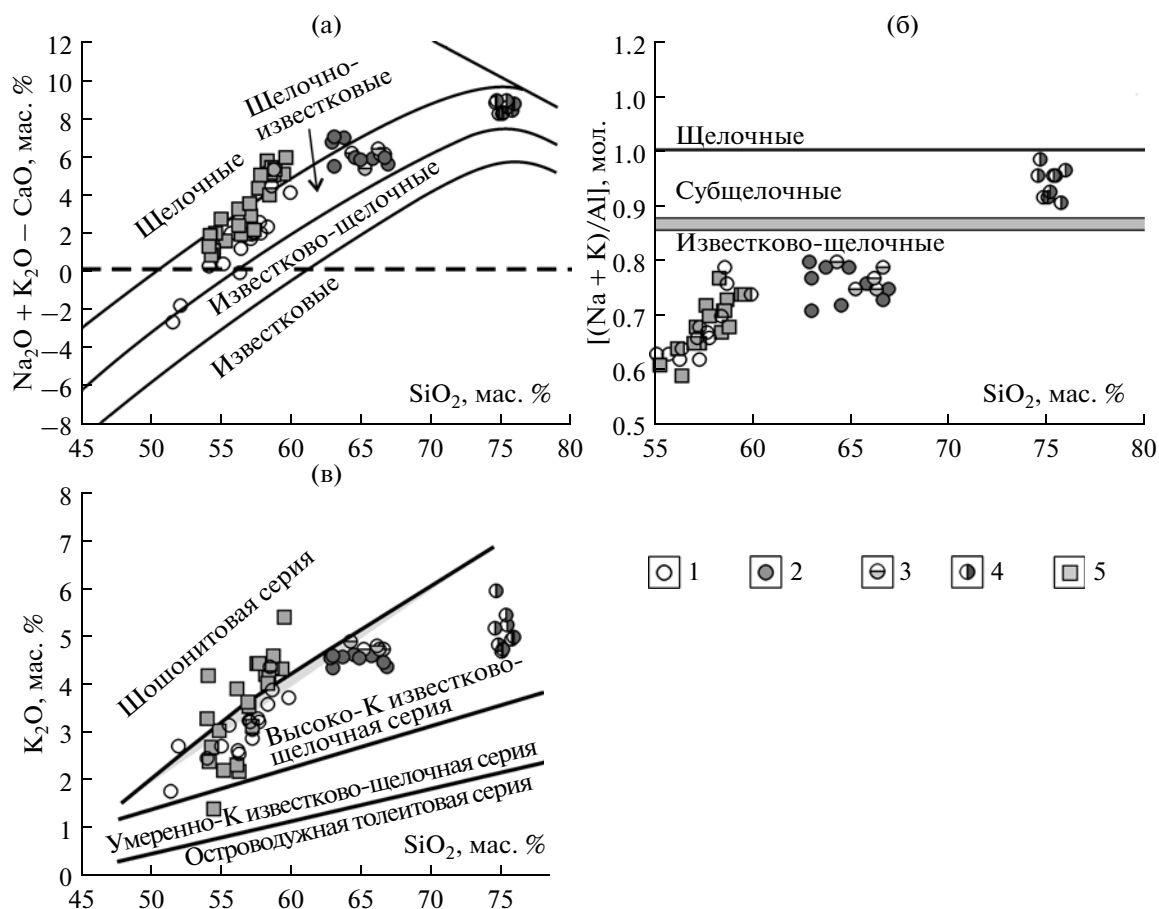 (а)
12
10
8
6
4
2
0
−2
−4
−6
−8
Na₂O + K₂O − CaO, мас. %
Щелочно-
известковые
Щелочные
Известково-щелочные
Известковые
SiO₂, мас. %
45 50 55 60 65 70 75 80
(б)
1.2
1.0
1.0
0.9
0.8
0.7
0.6
0.5
[(Na + K)/Al], мол.
Щелочные
Субщелочные
Известково-щелочные
SiO₂, мас. %
55 60 65 70 75 80
(в)
8
7
6
5
4
3
2
1
0
K₂O, мас. %
Шошонитовая серия
Высоко-К известково-
щелочная серия
Умеренно-К известково-щелочная серия
Островодужная толеитовая серия
SiO₂, мас. %
45 50 55 60 65 70 75
1 2 3 4 5